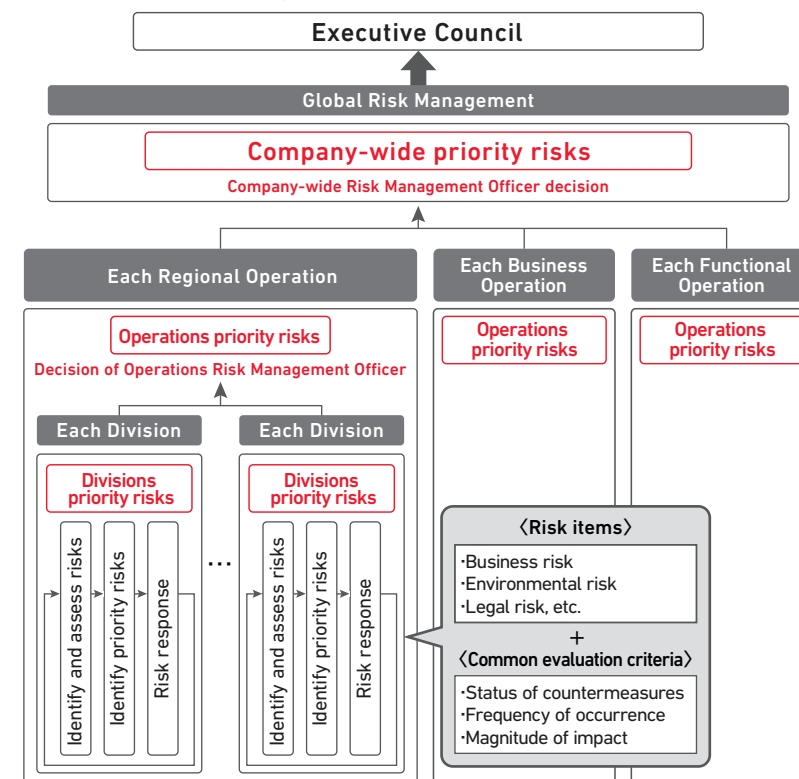 Executive Council
Global Risk Management
Company-wide priority risks
Company-wide Risk Management Officer decision
Each Regional Operation
Each Business
Operation
Each Functional
Operation
Operations priority risks
Decision of Operations Risk Management Officer
Operations
priority risks
Operations
priority risks
Each Division
Each Division
Divisions
priority risks
Identify and assess risks
Identify priority risks
Risk response
...
Divisions
priority risks
Identify and assess risks
Identify priority risks
Risk response
〈Risk items〉
·Business risk
·Environmental risk
·Legal risk, etc.
+
〈Common evaluation criteria〉
·Status of countermeasures
·Frequency of occurrence
·Magnitude of impact